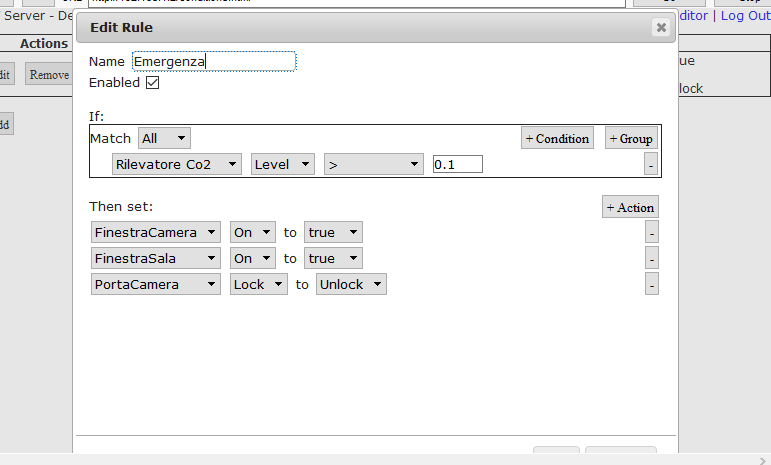 Server - De
ditor | Log Out
Edit Rule
Actions
Name Emergenza
ue
dit Remove
Enabled
lock
If:
dd
Match All + Condition + Group
Rilevatore Co2 Level > 0.1 -
Then set: + Action
FinestraCamera On to true -
FinestraSala On to true -
PortaCamera Lock to Unlock -